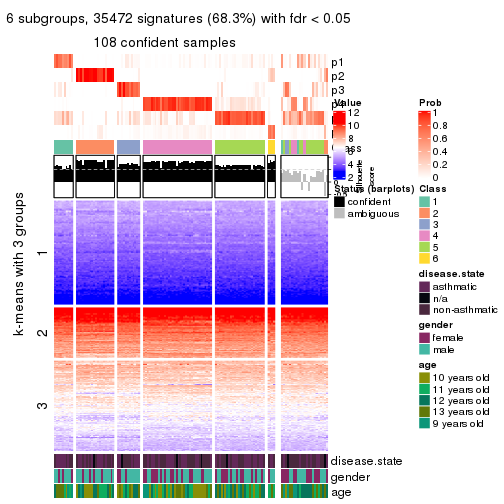 6 subgroups, 35472 signatures (68.3%) with fdr < 0.05
108 confident samples
p1
p2
p3
Value
12
10
2
Status (barplots)
confident
ambiguous
Prob
1
0.8
0.6
0.4
0.2
0
Class
1
2
3
4
5
6
disease.state
asthmatic
n/a
non-asthmatic
gender
female
male
age
10 years old
11 years old
12 years old
13 years old
9 years old
k-means with 3 groups
1
2
3
disease.state
gender
age